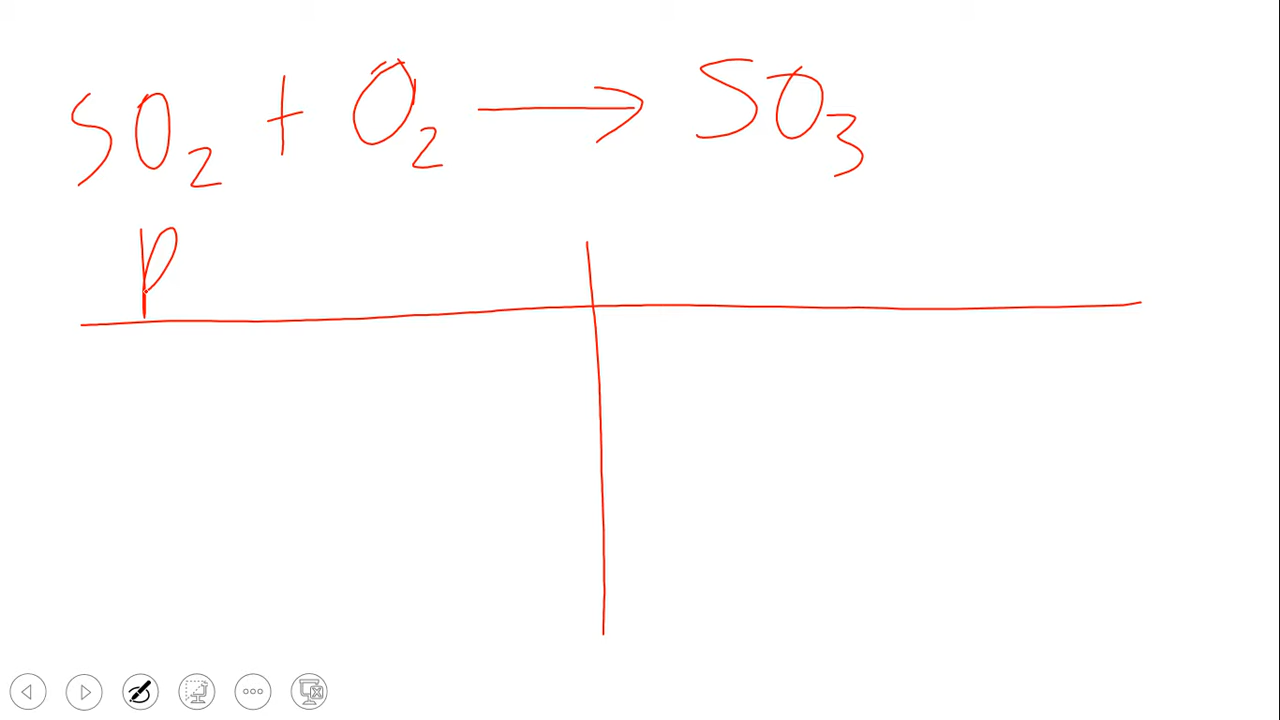 SO₂ + O₂ → SO₃
P